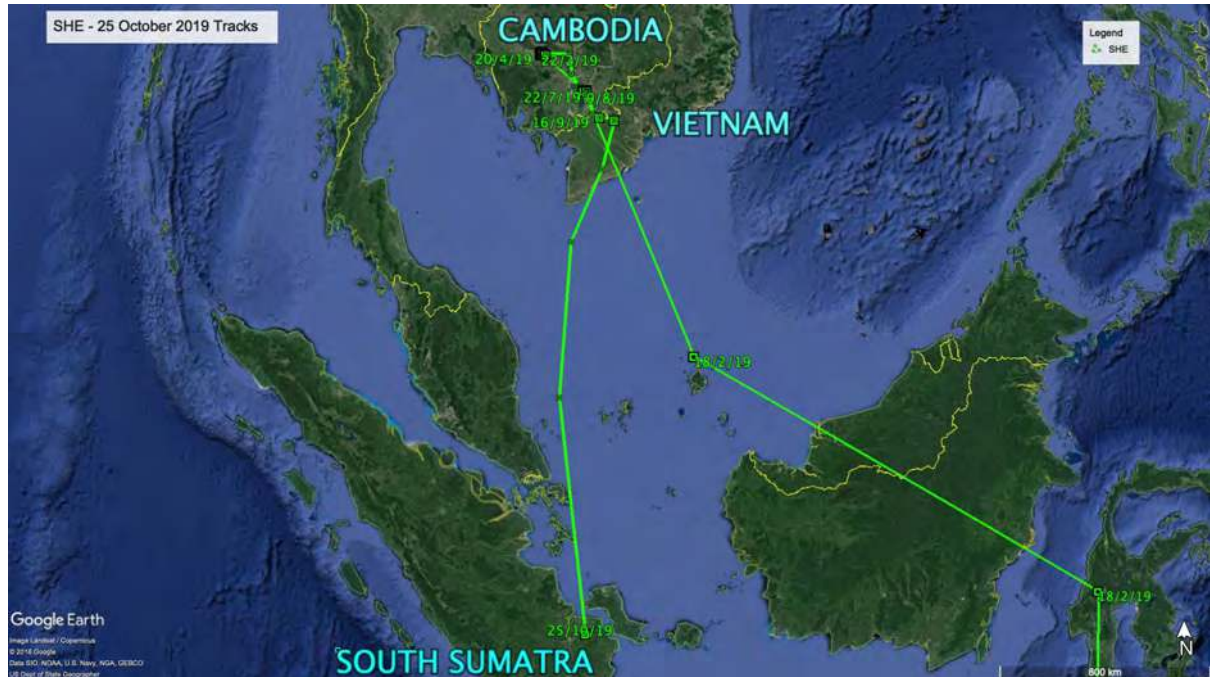 SHE - 25 October 2019 Tracks
Legend
SHE
CAMBODIA
20/4/19
22/3/19
22/7/19
9/8/19
16/9/19
VIETNAM
18/2/19
18/2/19
25/10/19
SOUTH SUMATRA
Google Earth
Image Landsat / Copernicus
© 2018 Google
Data SIO, NOAA, U.S. Navy, NGA, GEBCO
US Dept of State Geographer
N
800 km